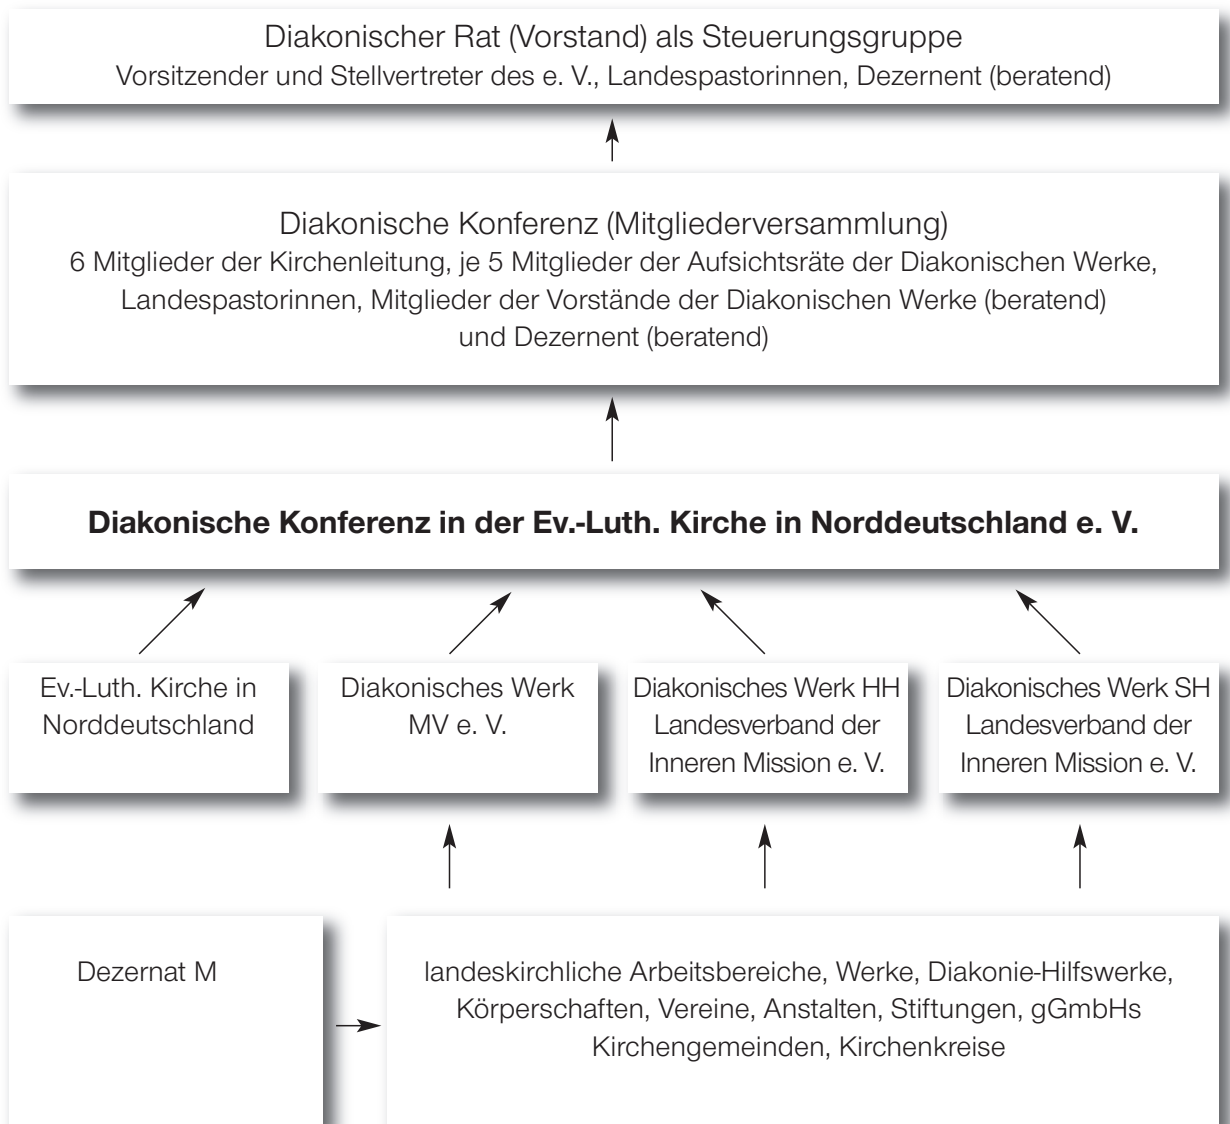 Diakonischer Rat (Vorstand) als Steuerungsgruppe
Vorsitzender und Stellvertreter des e. V., Landespastorinnen, Dezernent (beratend)
Diakonische Konferenz (Mitgliederversammlung)
6 Mitglieder der Kirchenleitung, je 5 Mitglieder der Aufsichtsräte der Diakonischen Werke,
Landespastorinnen, Mitglieder der Vorstände der Diakonischen Werke (beratend)
und Dezernent (beratend)
Diakonische Konferenz in der Ev.-Luth. Kirche in Norddeutschland e. V.
Ev.-Luth. Kirche in
Norddeutschland
Diakonisches Werk
MV e. V.
Diakonisches Werk HH
Landesverband der
Inneren Mission e. V.
Diakonisches Werk SH
Landesverband der
Inneren Mission e. V.
Dezernat M
landeskirchliche Arbeitsbereiche, Werke, Diakonie-Hilfswerke,
Körperschaften, Vereine, Anstalten, Stiftungen, gGmbHs
Kirchengemeinden, Kirchenkreise